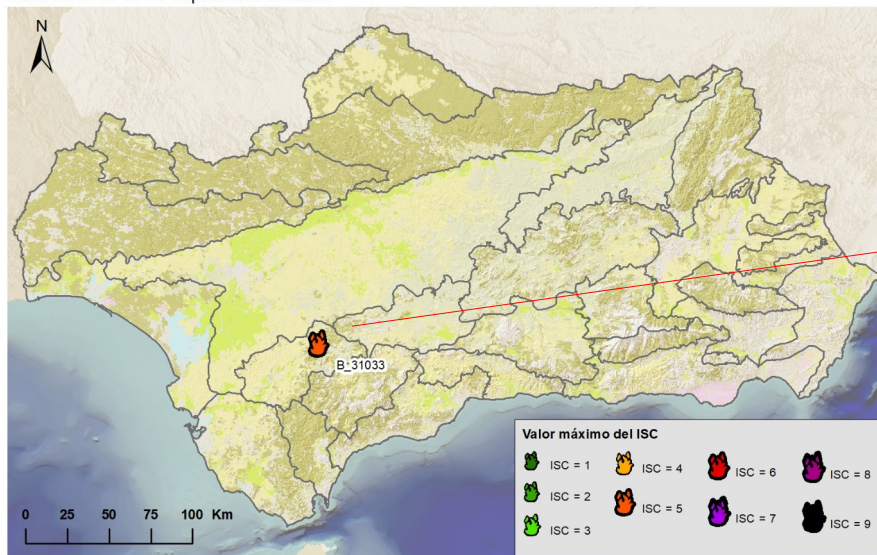 N
B_31033
Valor máximo del ISC
ISC = 1
ISC = 4
ISC = 6
ISC = 8
ISC = 2
ISC = 5
ISC = 7
ISC = 9
ISC = 3
0 25 50 75 100 Km